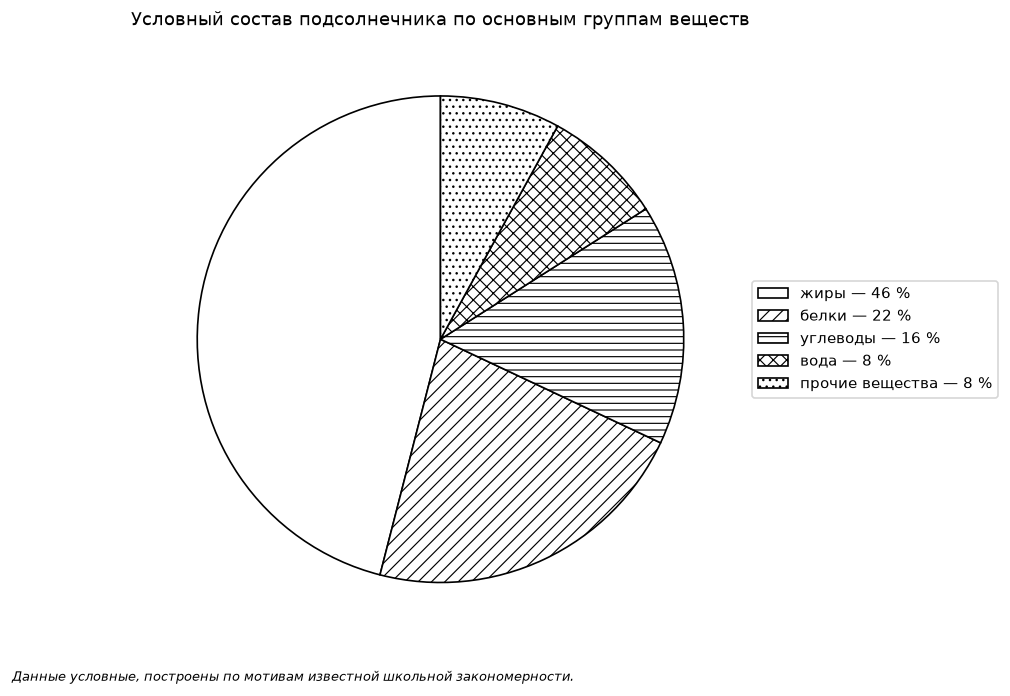 Условный состав подсолнечника по основным группам веществ
жиры — 46 %
белки — 22 %
углеводы — 16 %
вода — 8 %
прочие вещества — 8 %
Данные условные, построены по мотивам известной школьной закономерности.